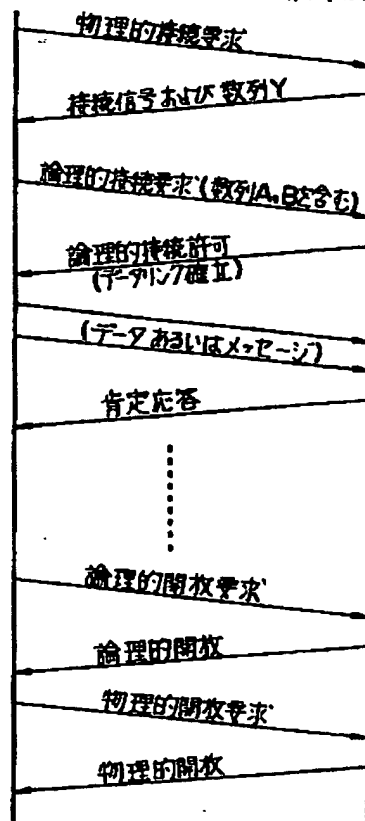 物理的接続要求
接続信号および数列Y
論理的接続要求(数列A,Bを含む)
論理的接続許可
(データリンク確立)
(データあるいはメッセージ)
肯定応答
論理的開放要求
論理的開放
物理的開放要求
物理的開放